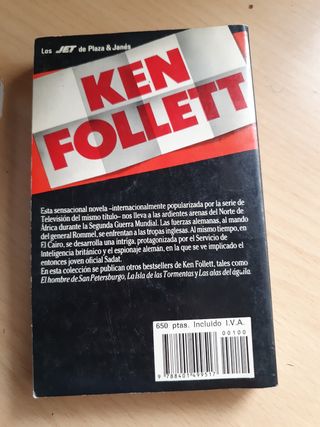 Los JET de Plaza & Janés
KEN
FOLLETT
Esta sensacional novela –internacionalmente popularizada por la serie de
Televisión del mismo título– nos lleva a las ardientes arenas del Norte de
África durante la Segunda Guerra Mundial. Las fuerzas alemanas, al mando
del general Rommel, se enfrentan a las tropas inglesas. Al mismo tiempo, en
El Cairo, se desarrolla una intriga, protagonizada por el Servicio de
Inteligencia británico y el espionaje alemán, en la que se ve implicado el
entonces joven oficial Sadat.
En esta colección se publican otros bestsellers de Ken Follett, tales como
El hombre de San Petersburgo, La Isla de las Tormentas y Las alas del águila.
650 ptas. Incluido I.V.A.
00100
9 788401 499517